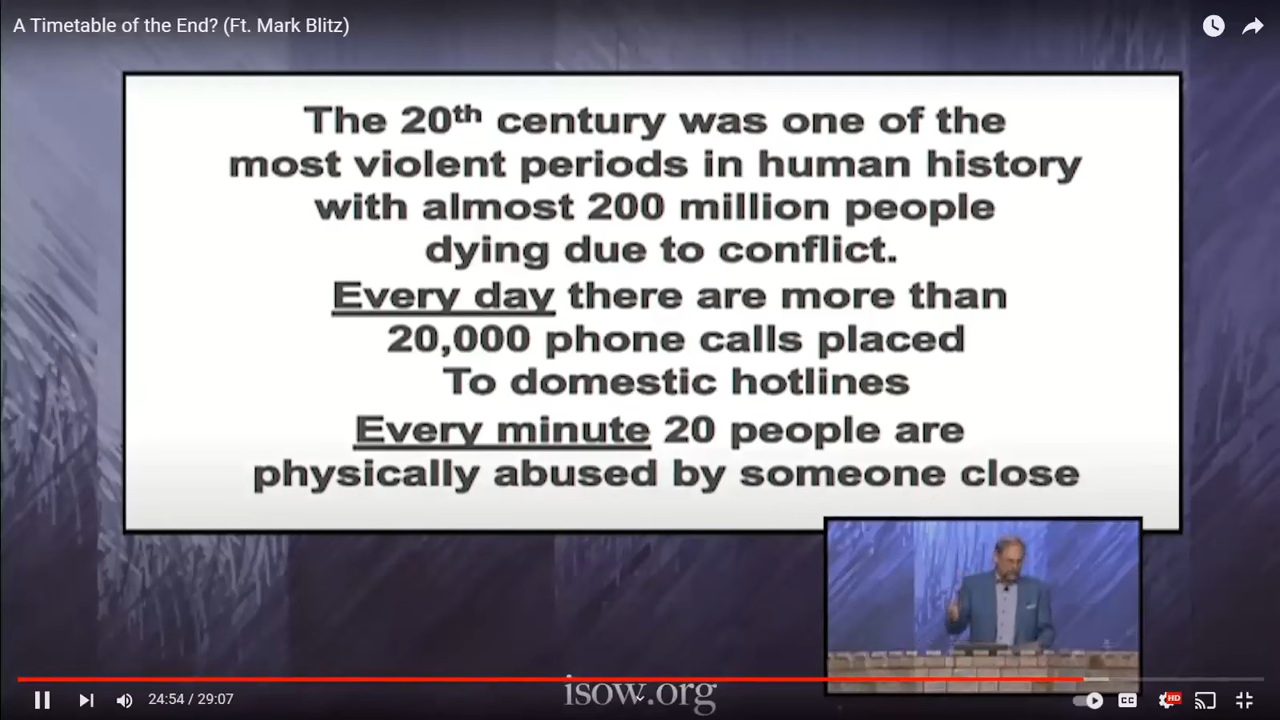 A Timetable of the End? (Ft. Mark Blitz)
The 20th century was one of the
most violent periods in human history
with almost 200 million people
dying due to conflict.
Every day there are more than
20,000 phone calls placed
To domestic hotlines
Every minute 20 people are
physically abused by someone close
isow.org
24:54 / 29:07
CC
HD